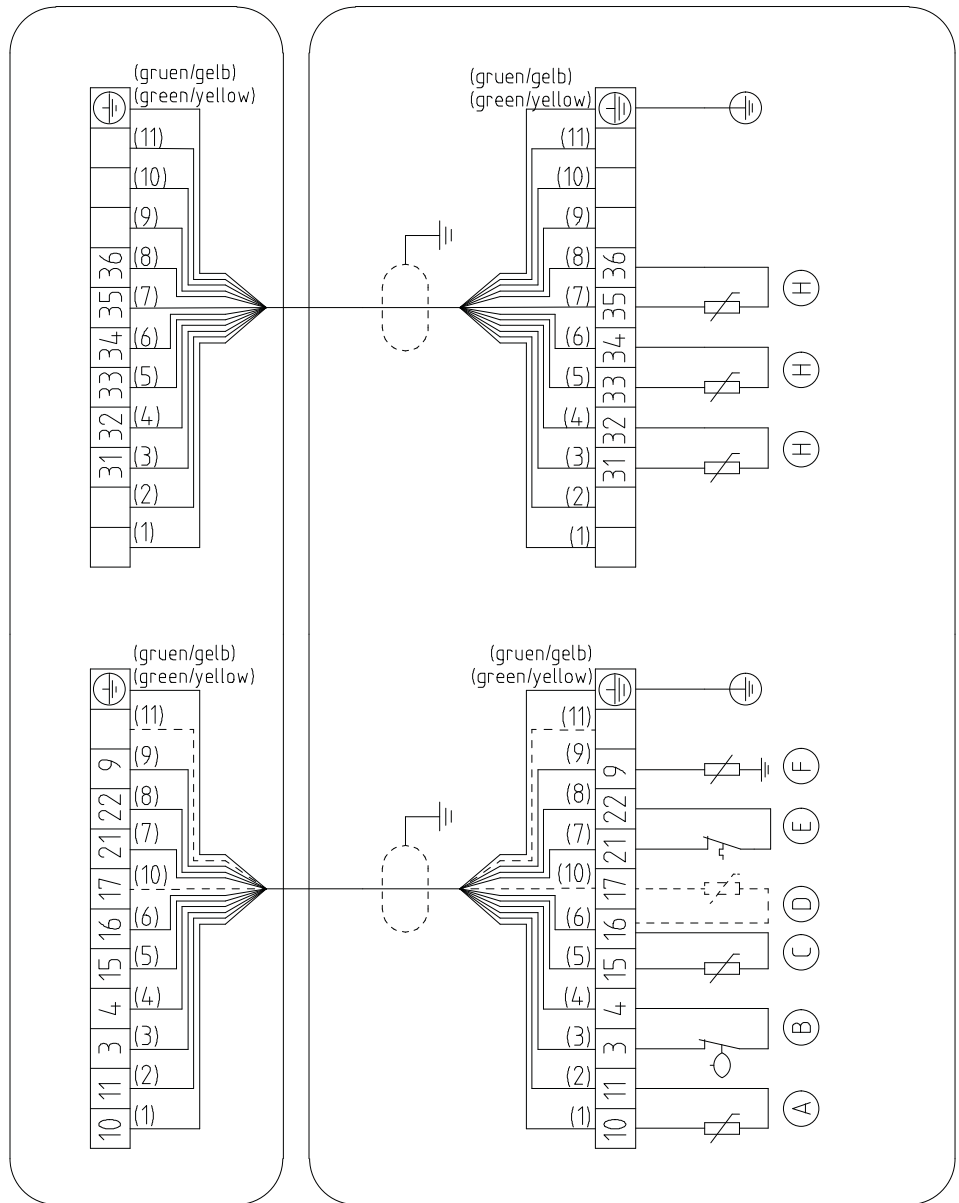 (gruen/gelb)
(green/yellow)
(11)
(10)
(9)
36 (8)
35 (7)
34 (6)
33 (5)
32 (4)
31 (3)
(2)
(1)
(gruen/gelb)
(green/yellow)
(11)
(10)
(9)
(8) 36 H
(7) 35
(6) 34 H
(5) 33
(4) 32 H
(3) 31
(2)
(1)
(gruen/gelb)
(green/yellow)
(11)
9 (9)
22 (8)
21 (7)
17 (10)
16 (6)
15 (5)
4 (4)
3 (3)
11 (2)
10 (1)
(gruen/gelb)
(green/yellow)
(11)
(9) 9 F
(8) 22 E
(7) 21
(10) 17 D
(6) 16
(5) 15 C
(4) 4 B
(3) 3
(2) 11 A
(1) 10